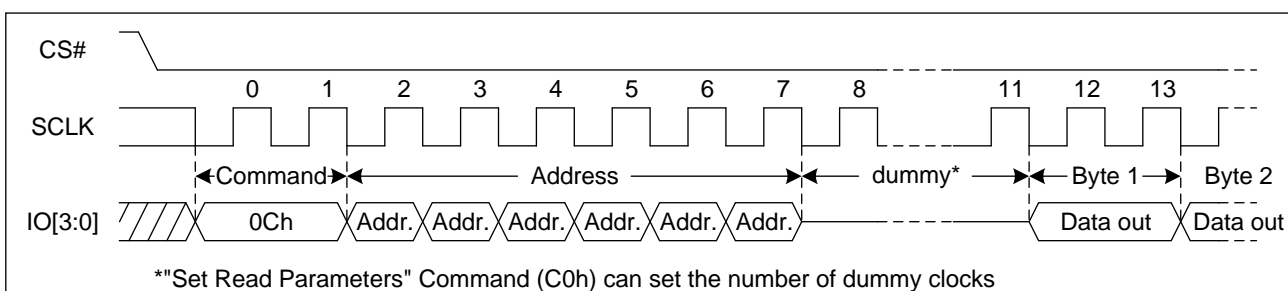 CS#
0 1 2 3 4 5 6 7 8 11 12 13
SCLK
Command Address dummy* Byte 1 Byte 2
IO[3:0] 0Ch Addr. Addr. Addr. Addr. Addr. Addr. Data out Data out
*"Set Read Parameters" Command (C0h) can set the number of dummy clocks